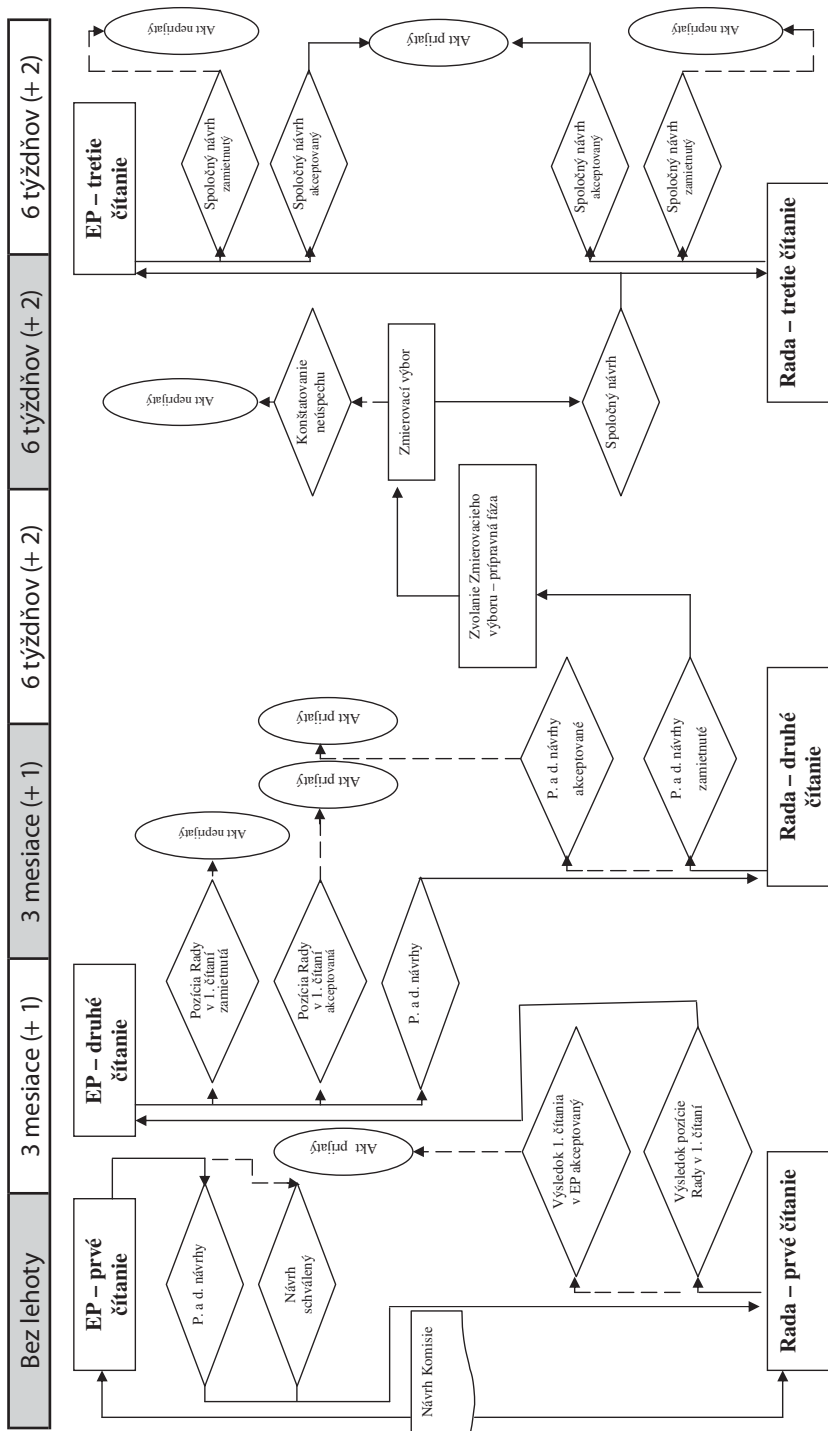 Bez lehoty
3 mesiace (+ 1)
3 mesiace (+ 1)
6 týždňov (+ 2)
6 týždňov (+ 2)
6 týždňov (+ 2)
EP – prvé
čítanie
P. a d. návrhy
Návrh
schválený
Návrh Komisie
Rada – prvé čítanie
Výsledok 1. čítania
v EP akceptovaný
Výsledok pozície
Rady v 1. čítaní
Akt prijatý
EP – druhé
čítanie
Pozícia Rady
v 1. čítaní
zamietnutá
Akt neprijatý
Pozícia Rady
v 1. čítaní
akceptovaná
Akt prijatý
P. a d. návrhy
Rada – druhé
čítanie
P. a d. návrhy
akceptované
Akt prijatý
P. a d. návrhy
zamietnuté
Zvolanie Zmierovacieho
výboru – prípravná fáza
Zmierovací výbor
Konštatovanie
neúspechu
Akt neprijatý
Spoločný návrh
EP – tretie
čítanie
Spoločný návrh
zamietnutý
Akt neprijatý
Spoločný návrh
akceptovaný
Akt prijatý
Spoločný návrh
akceptovaný
Spoločný návrh
zamietnutý
Akt neprijatý
Rada – tretie čítanie